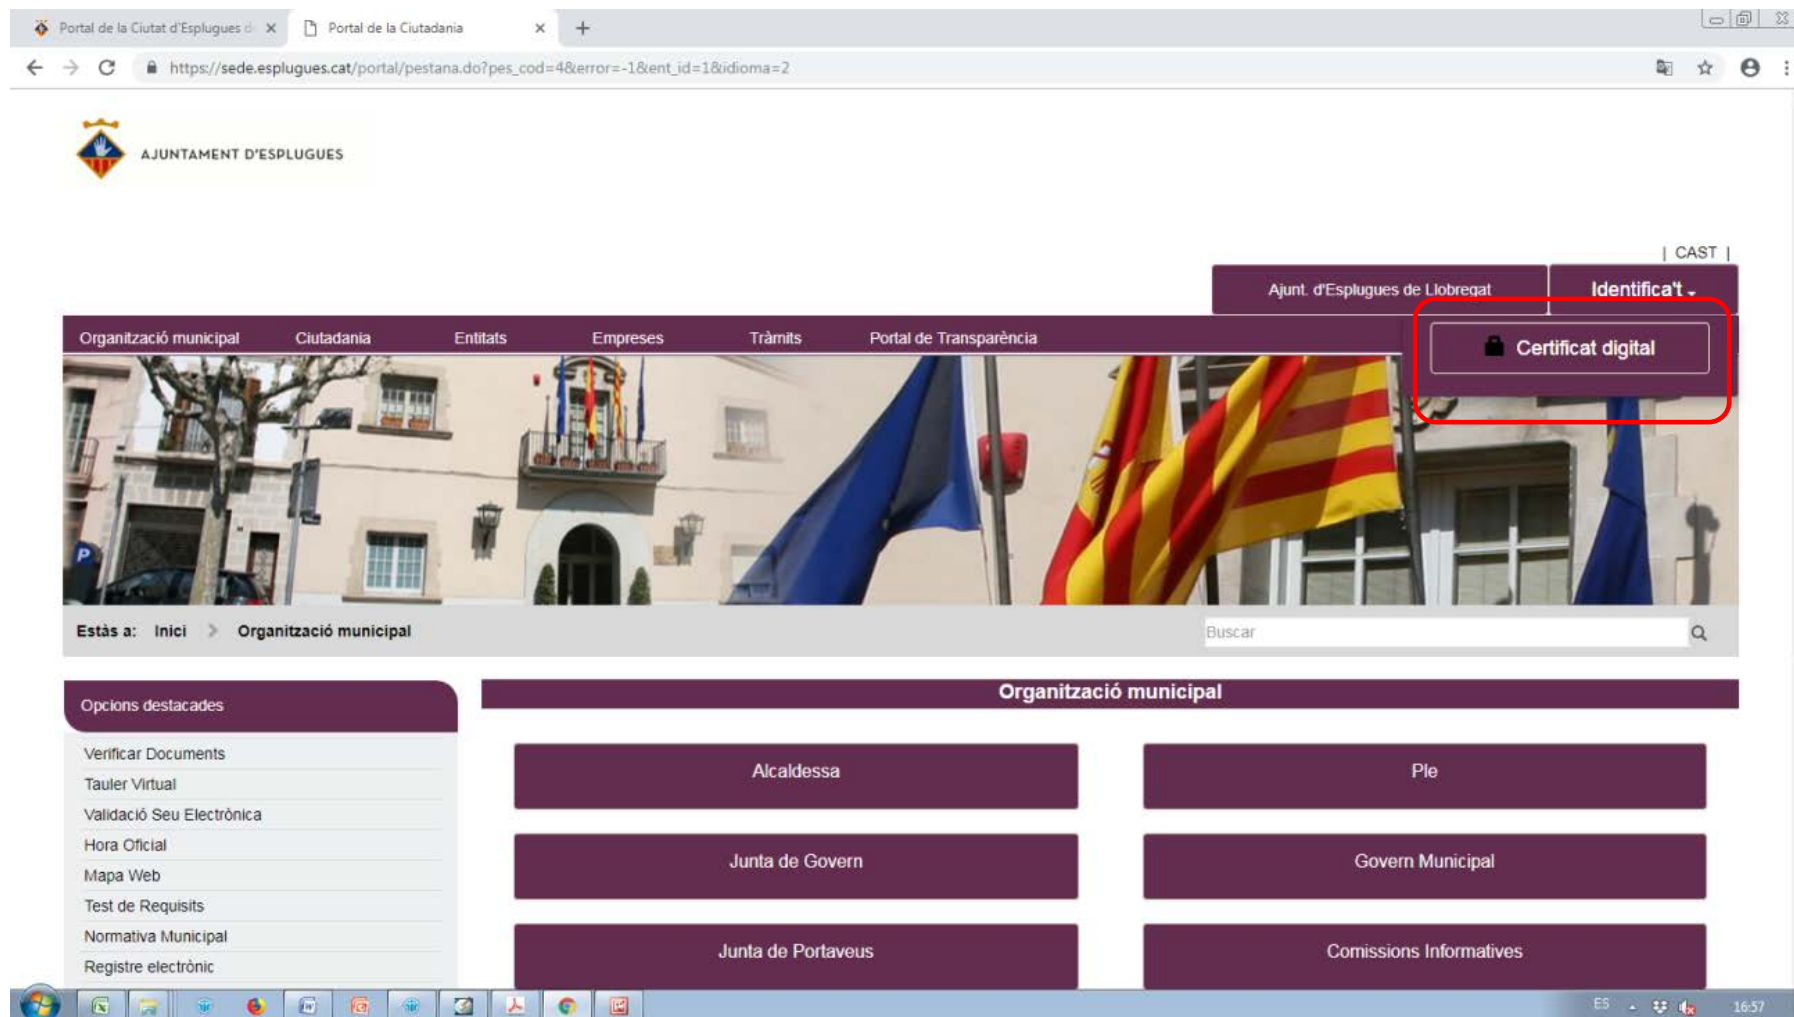 Portal de la Ciutat d'Esplugues d
Portal de la Ciutadania
https://sede.esplugues.cat/portal/pestana.do?pes_cod=4&error=-1&ent_id=1&idioma=2
AJUNTAMENT D'ESPLUGUES
| CAST |
Ajunt. d'Esplugues de Llobregat
Identifica't
Organització municipal
Ciutadania
Entitats
Empreses
Tràmits
Portal de Transparència
Certificat digital
P
Estàs a: Inici > Organització municipal
Buscar
Opcions destacades
Organització municipal
Verificar Documents
Tauler Virtual
Validació Seu Electrònica
Hora Oficial
Mapa Web
Test de Requisits
Normativa Municipal
Registre electrònic
Alcaldessa
Ple
Junta de Govern
Govern Municipal
Junta de Portaveus
Comissions Informatives
ES
16:57